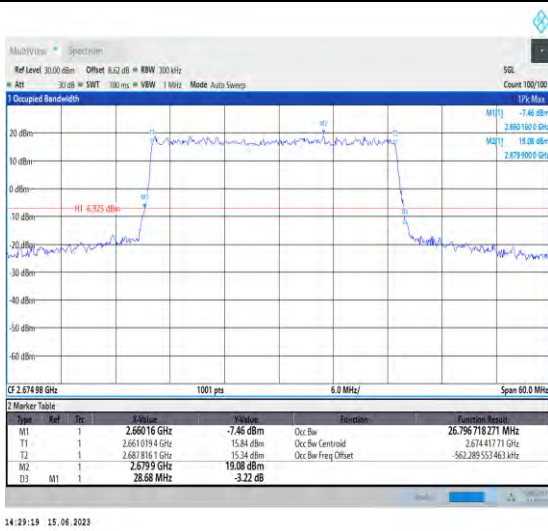 MultiView Spectrum
Ref Level 30.00 dBm Offset 8.62 dB RBW 300 kHz SGL
Att 30 dB SWT 100 ms VBW 1 MHz Mode Auto Sweep Count 100/100
1 Occupied Bandwidth 1Pk Max
M1[1] -7.46 dBm
2.660 160 0 GHz
M2[1] 19.08 dBm
2.679 900 0 GHz
M2
T1
T2
20 dBm
10 dBm
0 dBm
M1
H1 -6.925 dBm
-10 dBm
D3
-20 dBm
-30 dBm
-40 dBm
-50 dBm
-60 dBm
CF 2.674 98 GHz 1001 pts 6.0 MHz/ Span 60.0 MHz
2 Marker Table
Type Ref Trc X-Value Y-Value Function Function Result
M1 1 2.660 16 GHz -7.46 dBm Occ Bw 26.796 718 271 MHz
T1 1 2.661 019 4 GHz 15.84 dBm Occ Bw Centroid 2.674 417 71 GHz
T2 1 2.687 816 1 GHz 15.34 dBm Occ Bw Freq Offset -562.289 553 463 kHz
M2 1 2.679 9 GHz 19.08 dBm
D3 M1 1 28.68 MHz -3.22 dB
14:29:19 15.06.2023